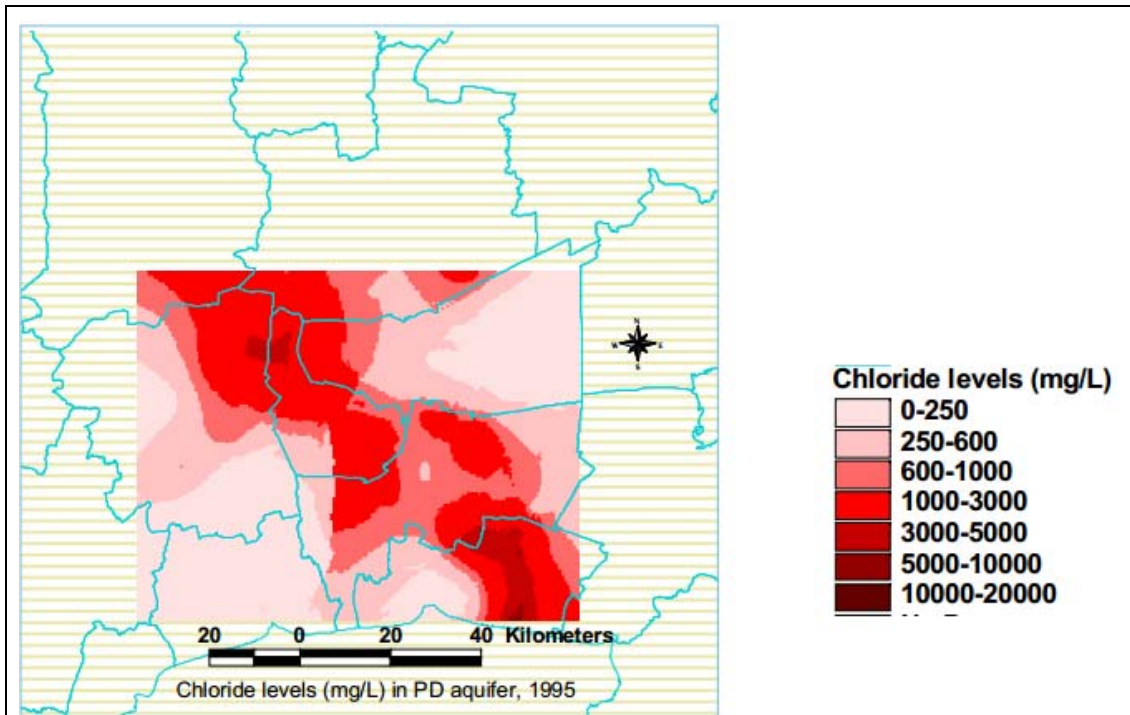 N
W E
S
20 0 20 40 Kilometers
Chloride levels (mg/L) in PD aquifer, 1995
Chloride levels (mg/L)
0-250
250-600
600-1000
1000-3000
3000-5000
5000-10000
10000-20000